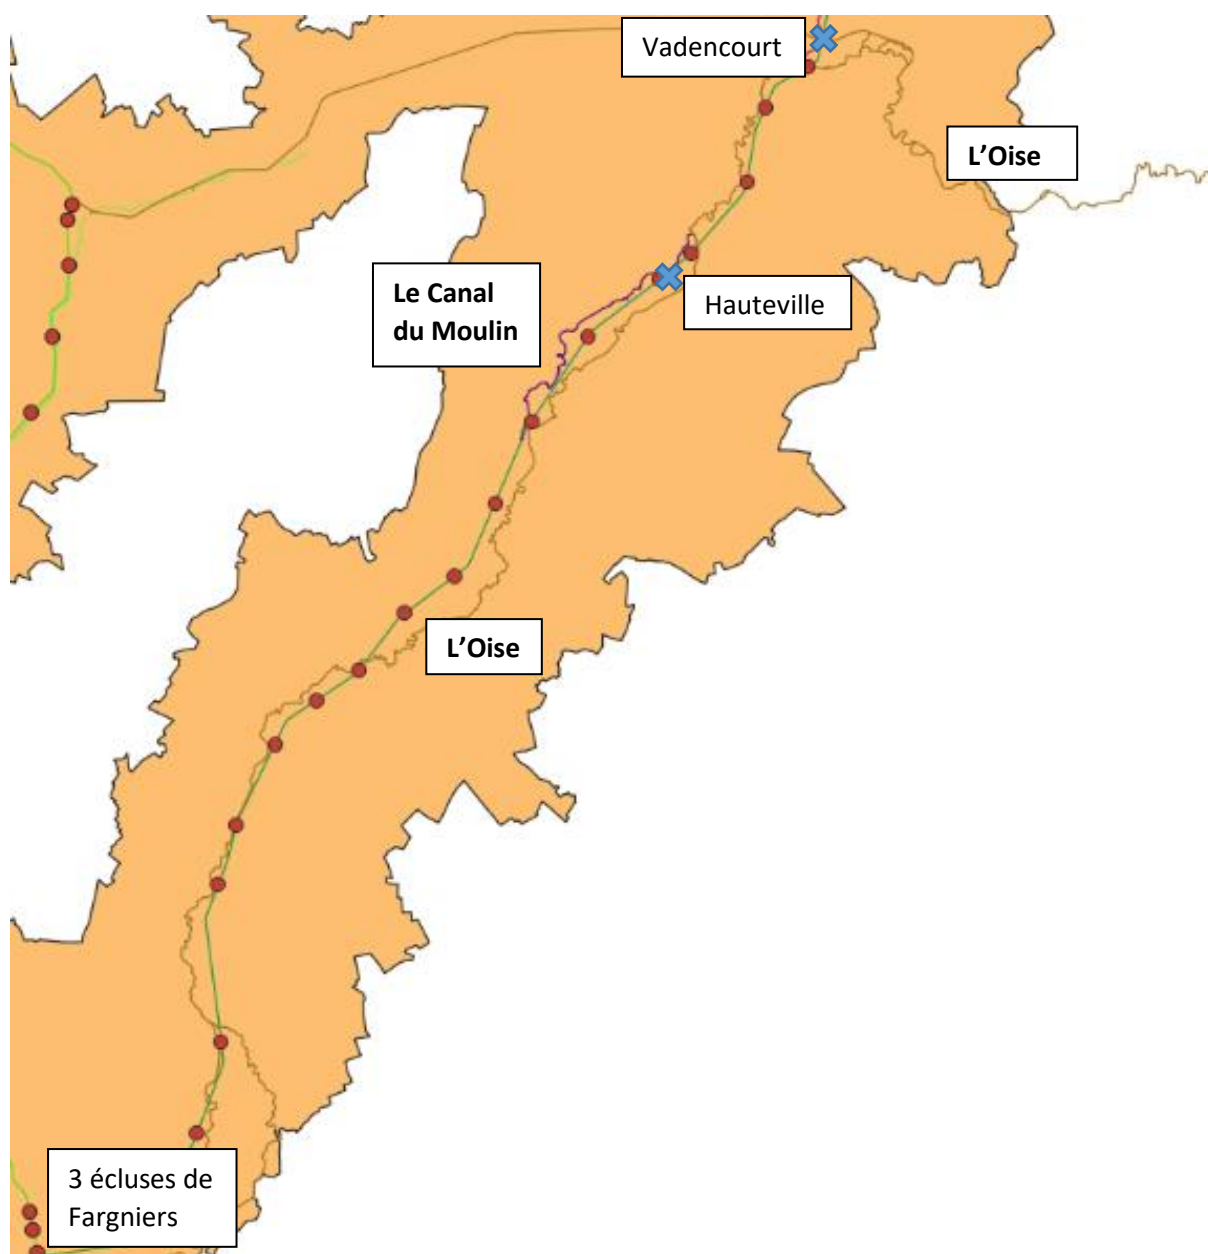 Vadencourt
L'Oise
Le Canal
du Moulin
Hauteville
L'Oise
3 écluses de
Fargniers